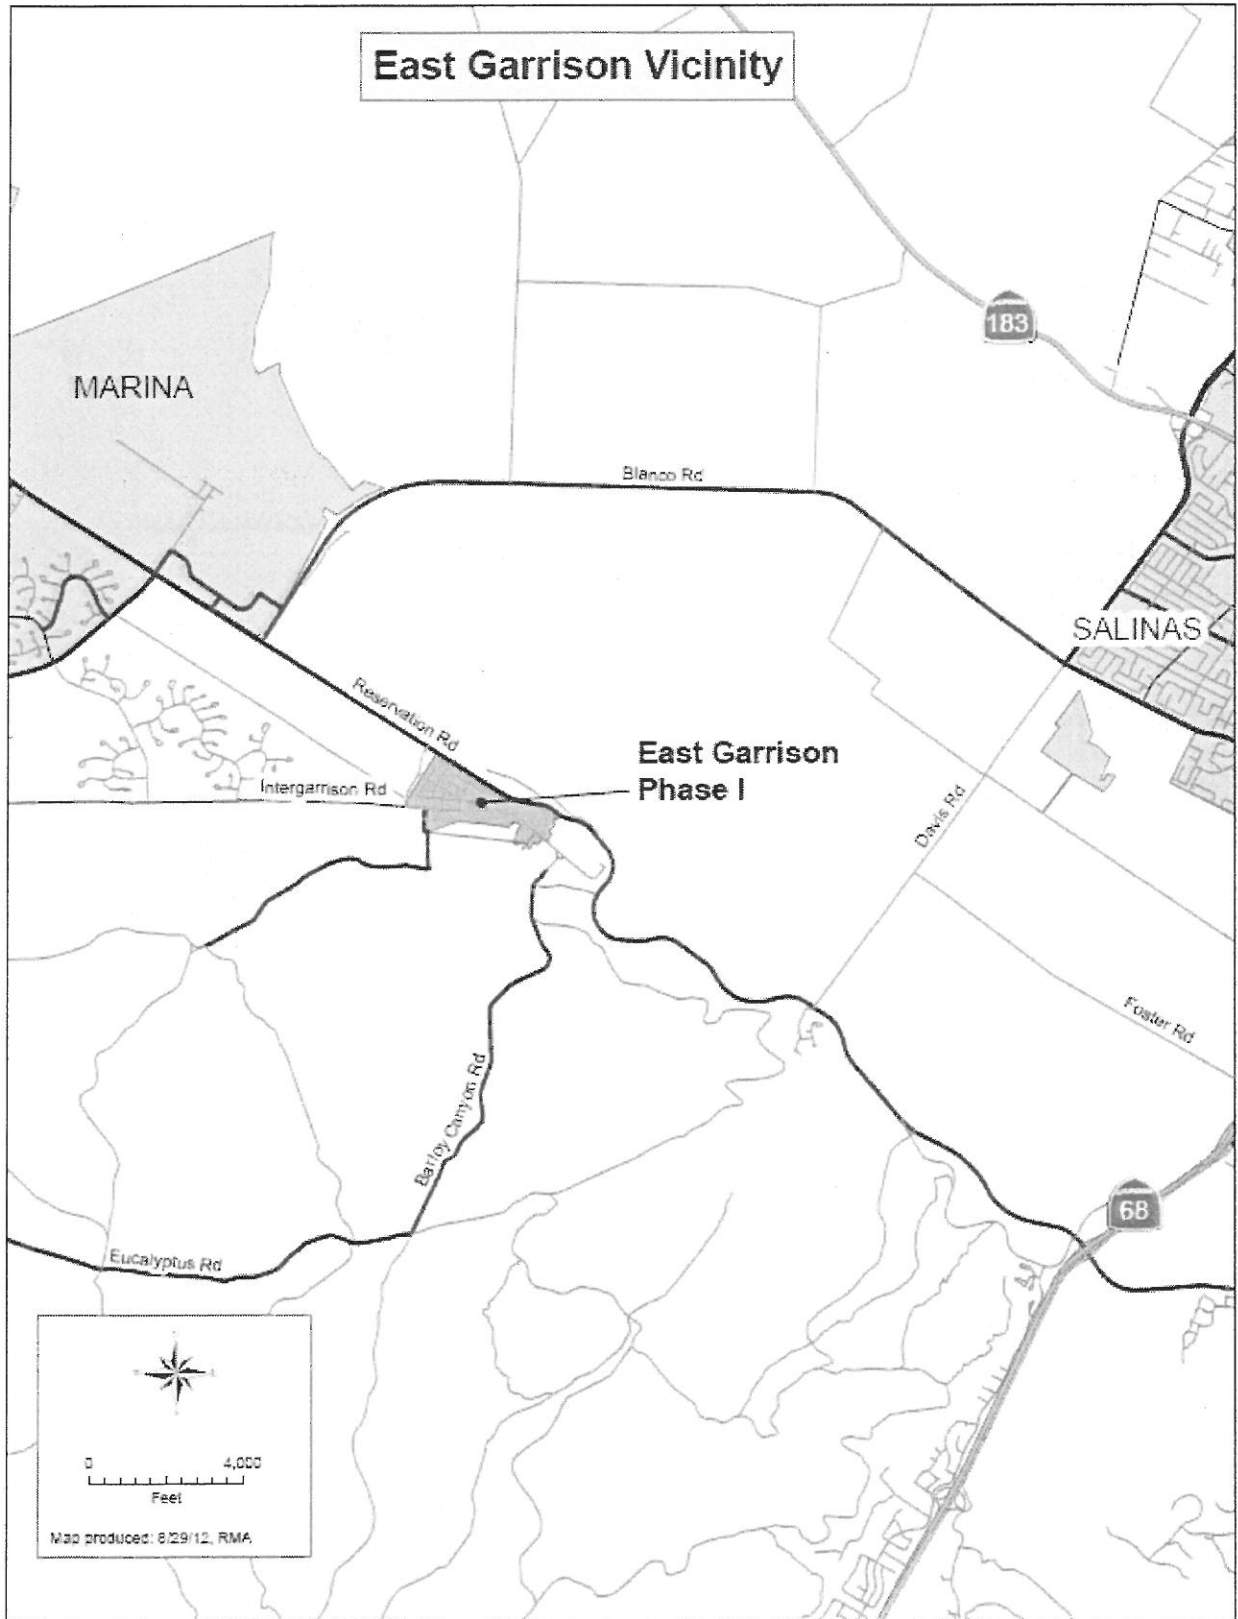 East Garrison Vicinity
183
MARINA
Blanco Rd
SALINAS
Reservation Rd
East Garrison
Phase I
Intergarrison Rd
Davis Rd
Foster Rd
Barloy Canyon Rd
68
Eucalyptus Rd
0 4,000
Feet
Map produced: 8/29/12, RMA